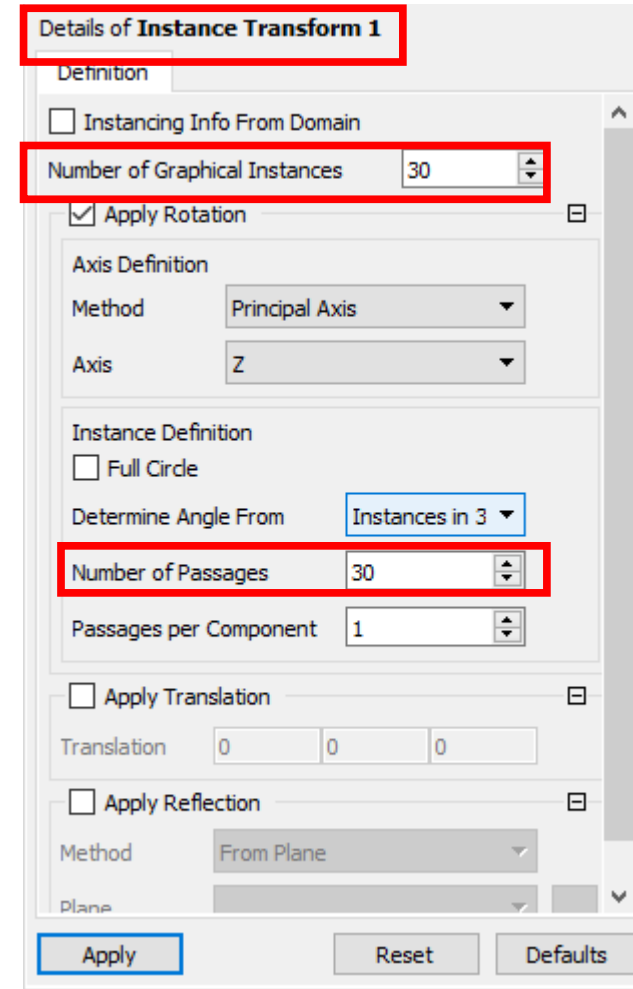 Details of Instance Transform 1
Definition
Instancing Info From Domain
Number of Graphical Instances 30
Apply Rotation
Axis Definition
Method Principal Axis
Axis Z
Instance Definition
Full Circle
Determine Angle From Instances in 3
Number of Passages 30
Passages per Component 1
Apply Translation
Translation 0 0 0
Apply Reflection
Method From Plane
Plane
Apply Reset Defaults